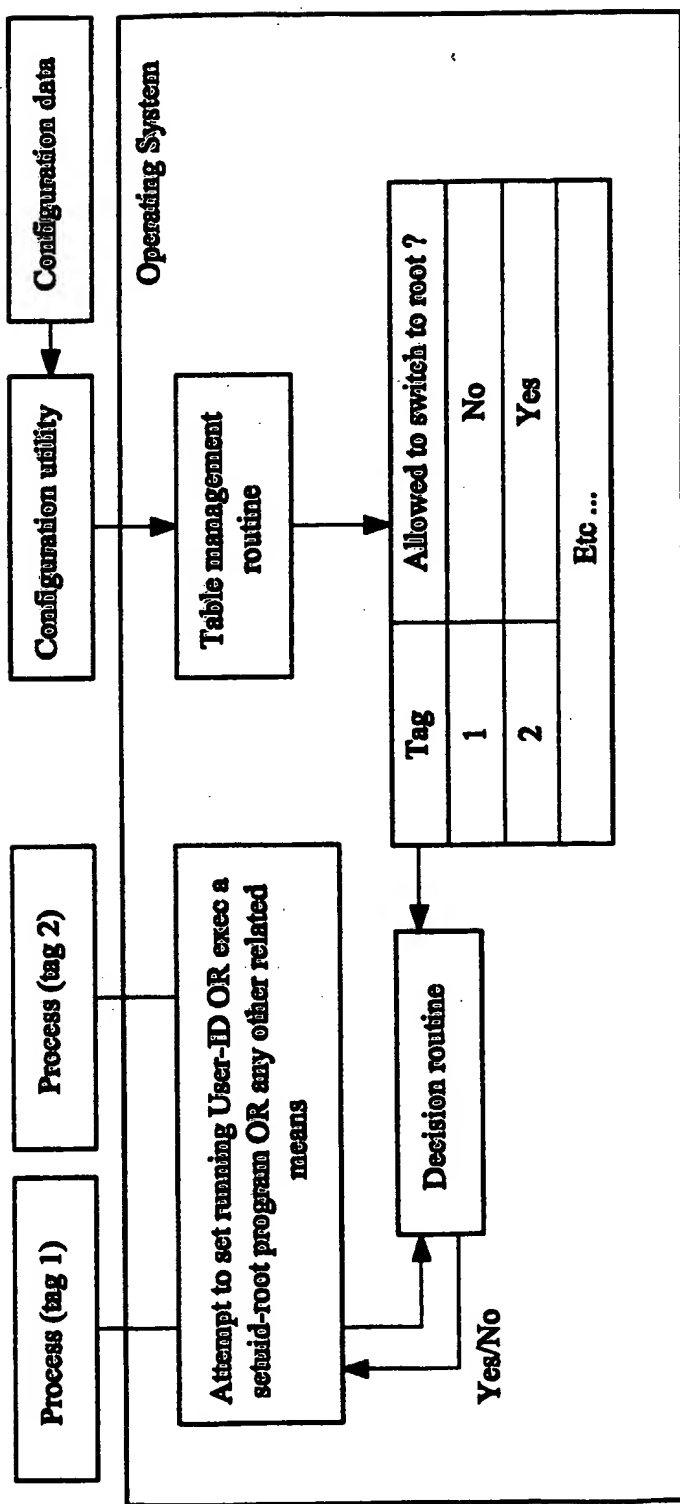 Process (tag 1)
Process (tag 2)
Configuration utility
Configuration data
Operating System
Attempt to set running User-ID OR exec a
setuid-root program OR any other related
means
Table management
routine
Decision routine
Yes/No
Tag
Allowed to switch to root ?
1
No
2
Yes
Etc ...